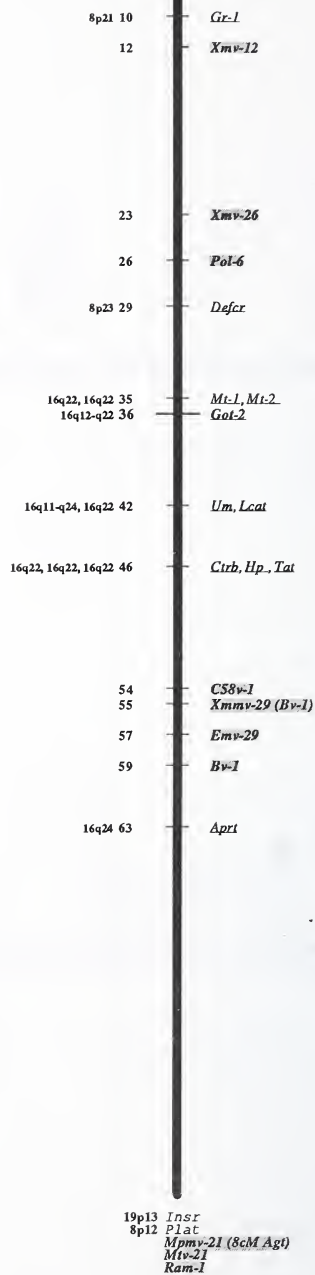 8p21 10 Gr-1
12 Xmv-12
23 Xmv-26
26 Pol-6
8p23 29 Defcr
16q22, 16q22 35 Mt-1, Mt-2
16q12-q22 36 Got-2
16q11-q24, 16q22 42 Um, Lcat
16q22, 16q22, 16q22 46 Ctrb, Hp, Tat
54 C58v-1
55 Xmmv-29 (Bv-1)
57 Emv-29
59 Bv-1
16q24 63 Aprt
19p13 Insr
8p12 Plat
Mpmv-21 (8cM Agt)
Mtv-21
Ram-1